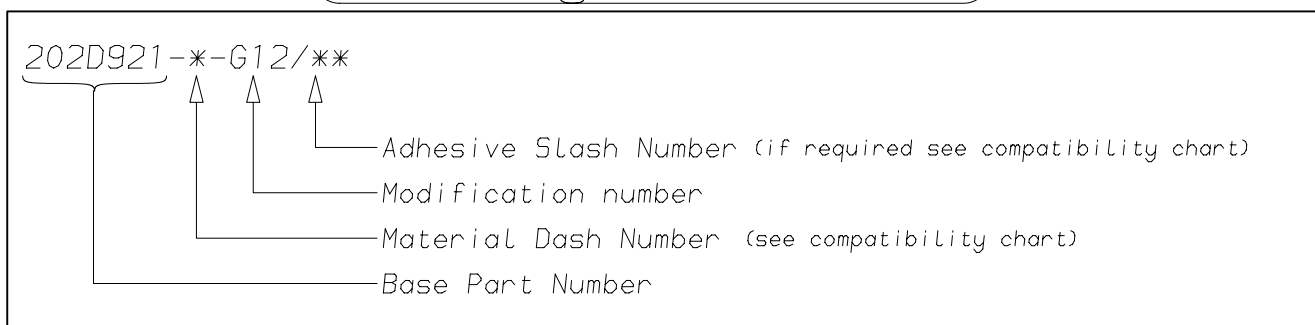 202D921-*-G12/**
Adhesive Slash Number (if required see compatibility chart)
Modification number
Material Dash Number (see compatibility chart)
Base Part Number